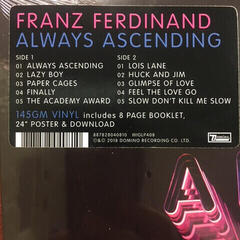 FRANZ FERDINAND
ALWAYS ASCENDING
SIDE 1
01 ALWAYS ASCENDING
02 LAZY BOY
03 PAPER CAGES
04 FINALLY
05 THE ACADEMY AWARD
SIDE 2
01 LOIS LANE
02 HUCK AND JIM
03 GLIMPSE OF LOVE
04 FEEL THE LOVE GO
05 SLOW DON'T KILL ME SLOW
145GM VINYL includes 8 PAGE BOOKLET,
24" POSTER & DOWNLOAD
887828040810 WIGLP408
© 2018 DOMINO RECORDING CO. LTD.
A